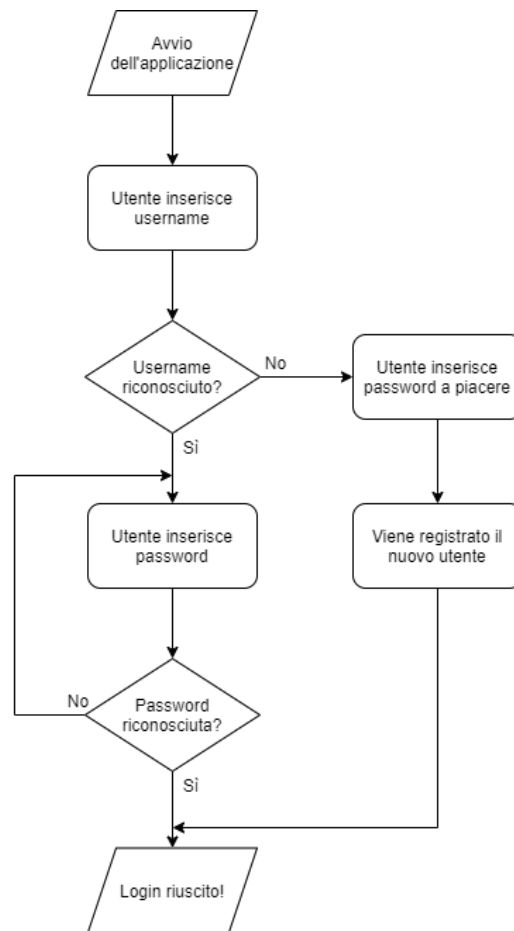 Avvio
dell'applicazione
Utente inserisce
username
Username
riconosciuto?
No
Utente inserisce
password a piacere
Sì
Utente inserisce
password
Viene registrato il
nuovo utente
Password
riconosciuta?
No
Sì
Login riuscito!